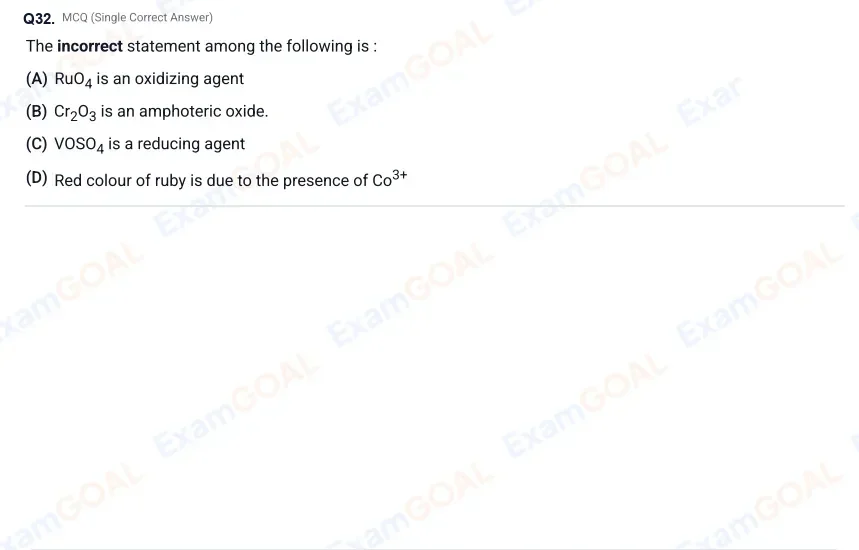 Q32. MCQ (Single Correct Answer)
The incorrect statement among the following is :
(A) RuO4 is an oxidizing agent
(B) Cr2O3 is an amphoteric oxide.
(C) VOSO4 is a reducing agent
(D) Red colour of ruby is due to the presence of Co3+